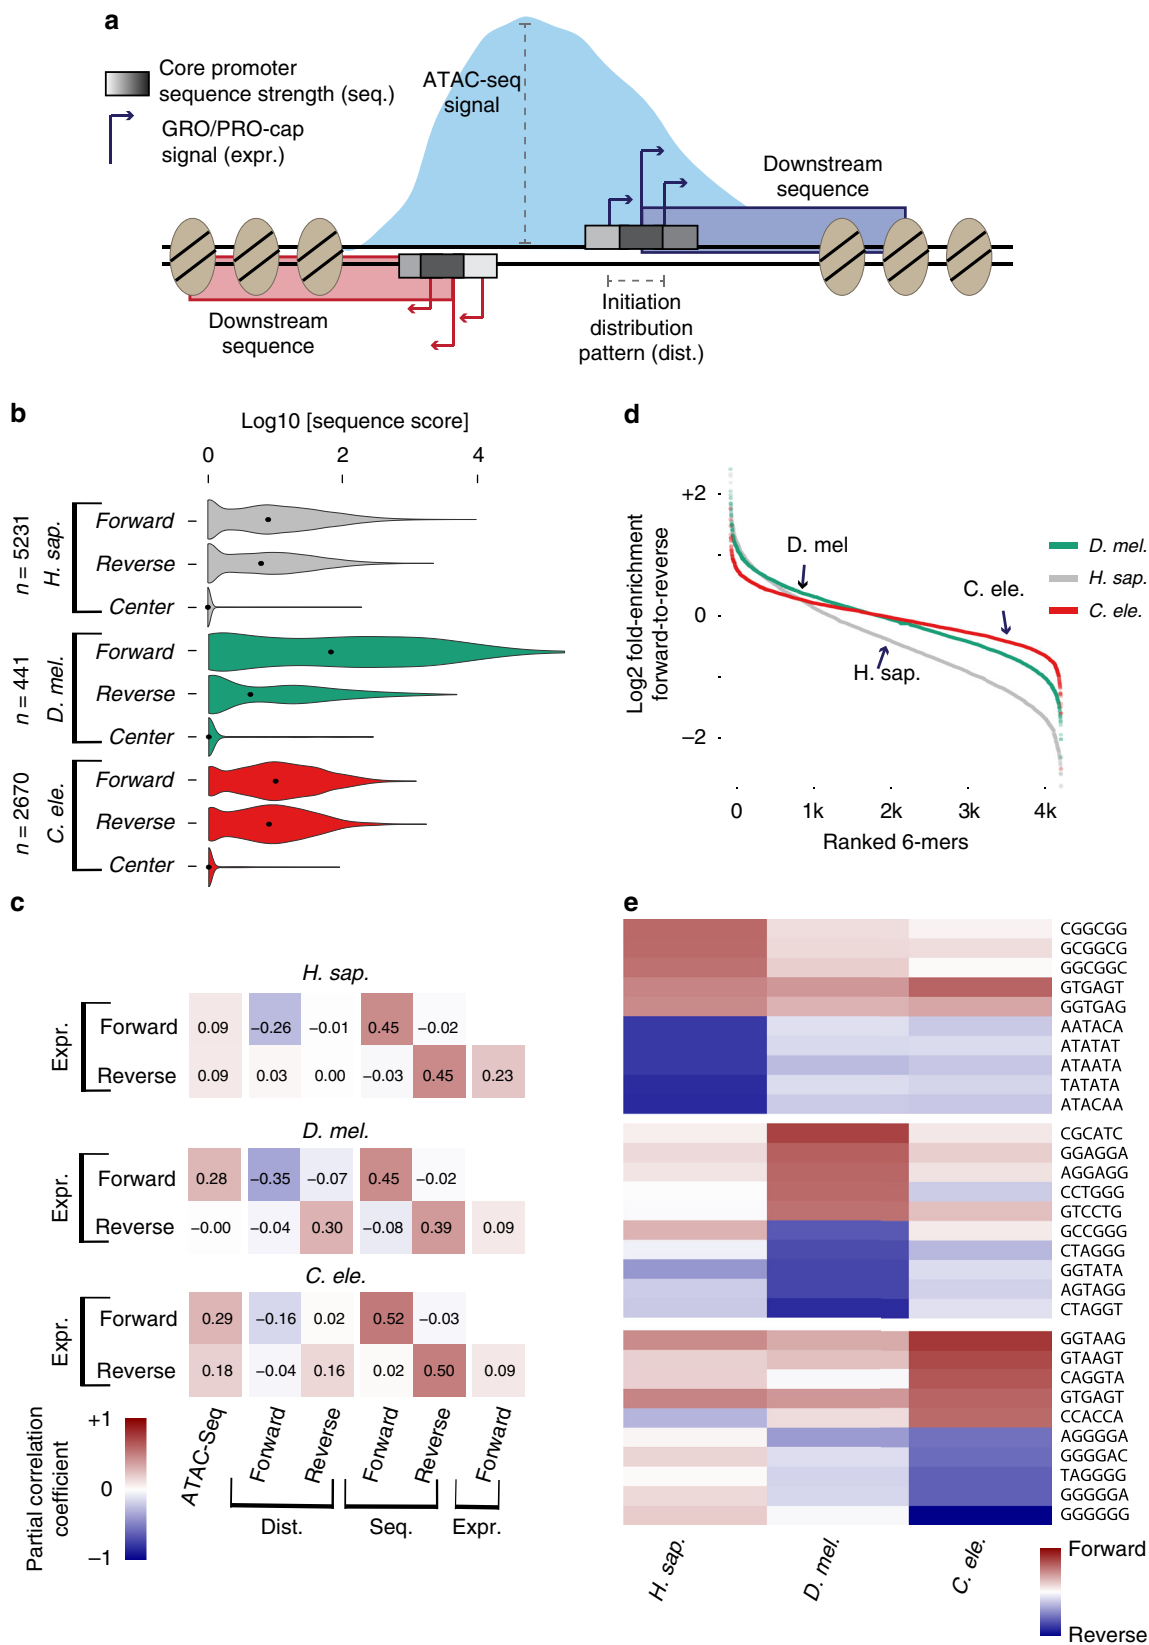 a
Core promoter
sequence strength (seq.)
GRO/PRO-cap
signal (expr.)
ATAC-seq
signal
Downstream
sequence
Downstream
sequence
Initiation
distribution
pattern (dist.)
b
Log10 [sequence score]
0 2 4
n = 5231
H. sap.
Forward
Reverse
Center
n = 441
D. mel.
Forward
Reverse
Center
n = 2670
C. ele.
Forward
Reverse
Center
d
Log2 fold-enrichment
forward-to-reverse
+2
0
−2
D. mel
C. ele.
H. sap.
D. mel.
H. sap.
C. ele.
0 1k 2k 3k 4k
Ranked 6-mers
c
H. sap.
Expr.
Forward 0.09 −0.26 −0.01 0.45 −0.02
Reverse 0.09 0.03 0.00 −0.03 0.45 0.23
D. mel.
Expr.
Forward 0.28 −0.35 −0.07 0.45 −0.02
Reverse −0.00 −0.04 0.30 −0.08 0.39 0.09
C. ele.
Expr.
Forward 0.29 −0.16 0.02 0.52 −0.03
Reverse 0.18 −0.04 0.16 0.02 0.50 0.09
Partial correlation
coefficient
+1
0
−1
ATAC-Seq Forward Reverse Forward Reverse Forward
Dist. Seq. Expr.
e
CGGCGG
GCGGCG
GGCGGC
GTGAGT
GGTGAG
AATACA
ATATAT
ATAATA
TATATA
ATACAA
CGCATC
GGAGGA
AGGAGG
CCTGGG
GTCCTG
GCCGGG
CTAGGG
GGTATA
AGTAGG
CTAGGT
GGTAAG
GTAAGT
CAGGTA
GTGAGT
CCACCA
AGGGGA
GGGGAC
TAGGGG
GGGGGA
GGGGGG
H. sap. D. mel. C. ele.
Forward
Reverse